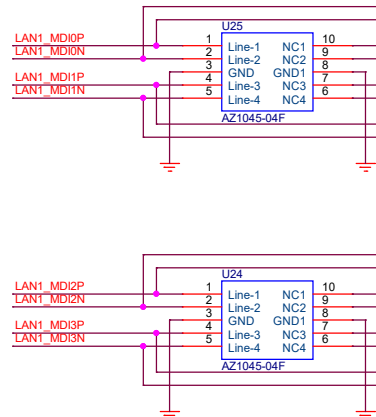 U25
LAN1_MDI0P 1 Line-1 NC1 10
LAN1_MDI0N 2 Line-2 NC2 9
3 GND GND1 8
LAN1_MDI1P 4 Line-3 NC3 7
LAN1_MDI1N 5 Line-4 NC4 6
AZ1045-04F
U24
LAN1_MDI2P 1 Line-1 NC1 10
LAN1_MDI2N 2 Line-2 NC2 9
3 GND GND1 8
LAN1_MDI3P 4 Line-3 NC3 7
LAN1_MDI3N 5 Line-4 NC4 6
AZ1045-04F